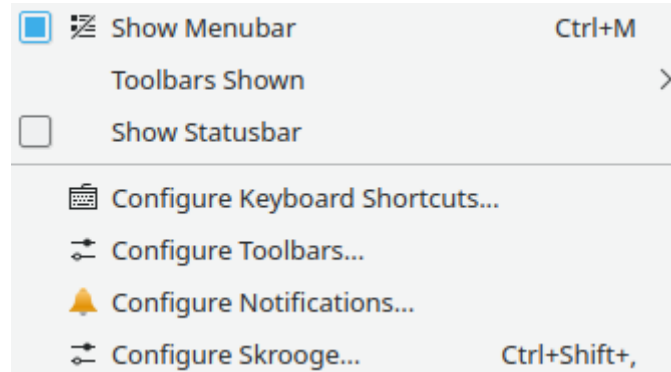 Show Menubar Ctrl+M
Toolbars Shown
Show Statusbar
Configure Keyboard Shortcuts...
Configure Toolbars...
Configure Notifications...
Configure Skrooge... Ctrl+Shift+,